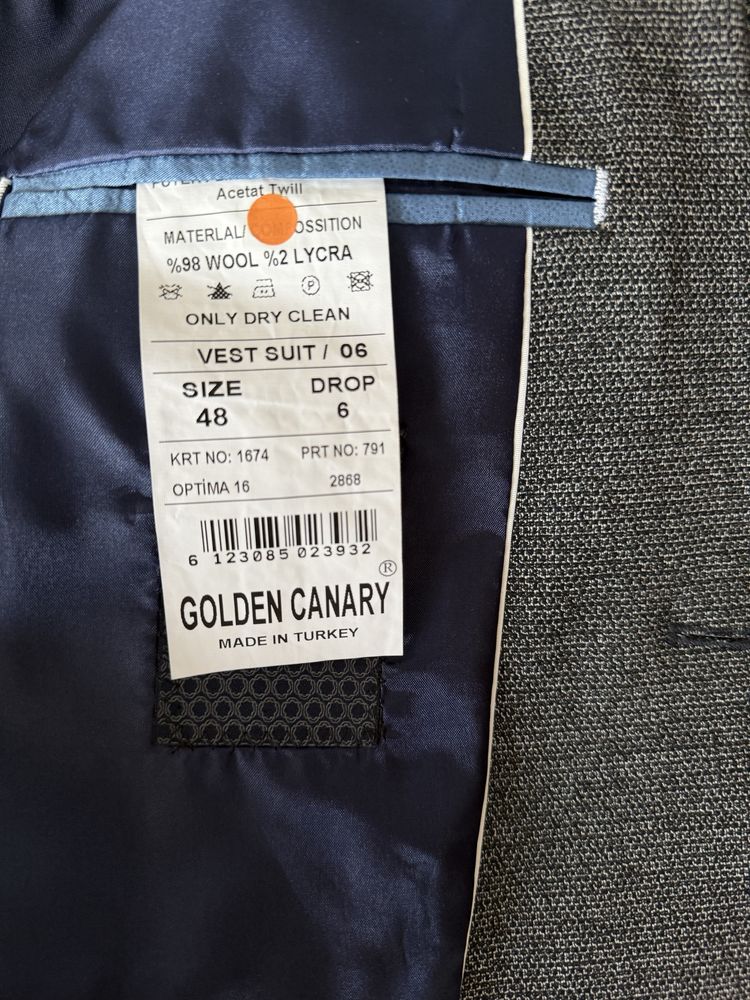 Acetat Twill
MATERLAL/ COMPOSSITION
%98 WOOL %2 LYCRA
P
ONLY DRY CLEAN
VEST SUIT / 06
SIZE DROP
48 6
KRT NO: 1674 PRT NO: 791
OPTİMA 16 2868
6 123085 023932
GOLDEN CANARY ®
MADE IN TURKEY